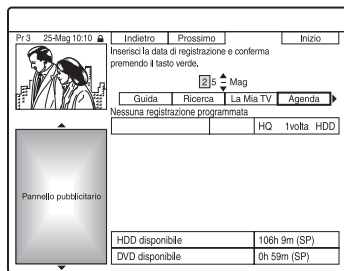 Pr 3 25-Mag 10:10 Indietro Prossimo Inizio
Inserisci la data di registrazione e conferma
premendo il tasto verde.
25 Mag
Guida Ricerca La Mia TV Agenda
Nessuna registrazione programmata
HQ 1volta HDD
Pannello pubblicitario
HDD disponibile 106h 9m (SP)
DVD disponibile 0h 59m (SP)